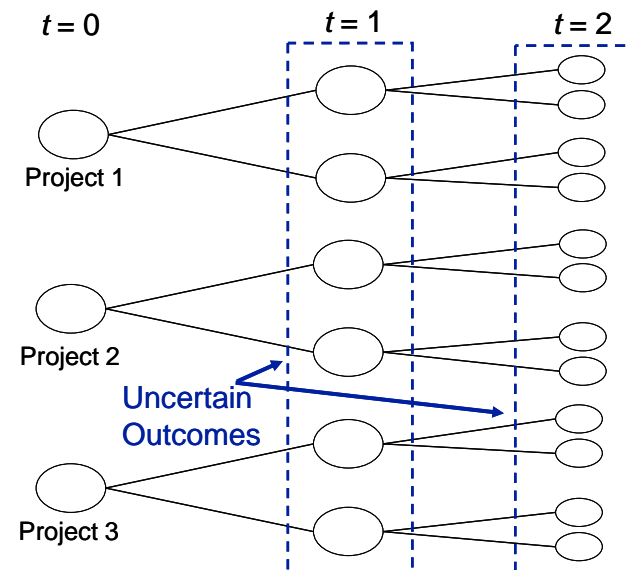 t = 0
t = 1
t = 2
Project 1
Project 2
Uncertain
Outcomes
Project 3